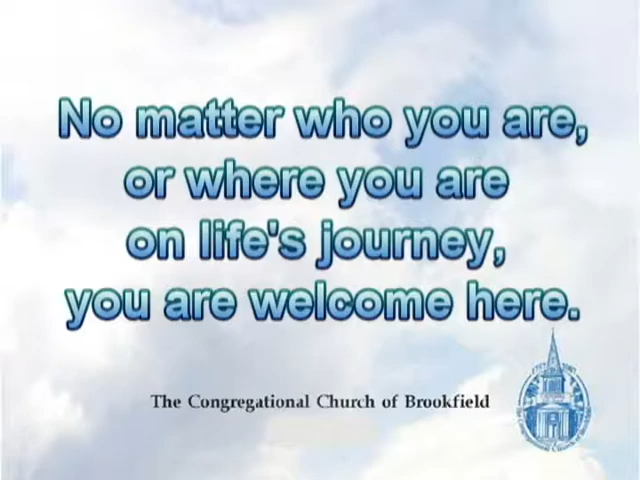 No matter who you are,
or where you are
on life's journey,
you are welcome here.
The Congregational Church of Brookfield